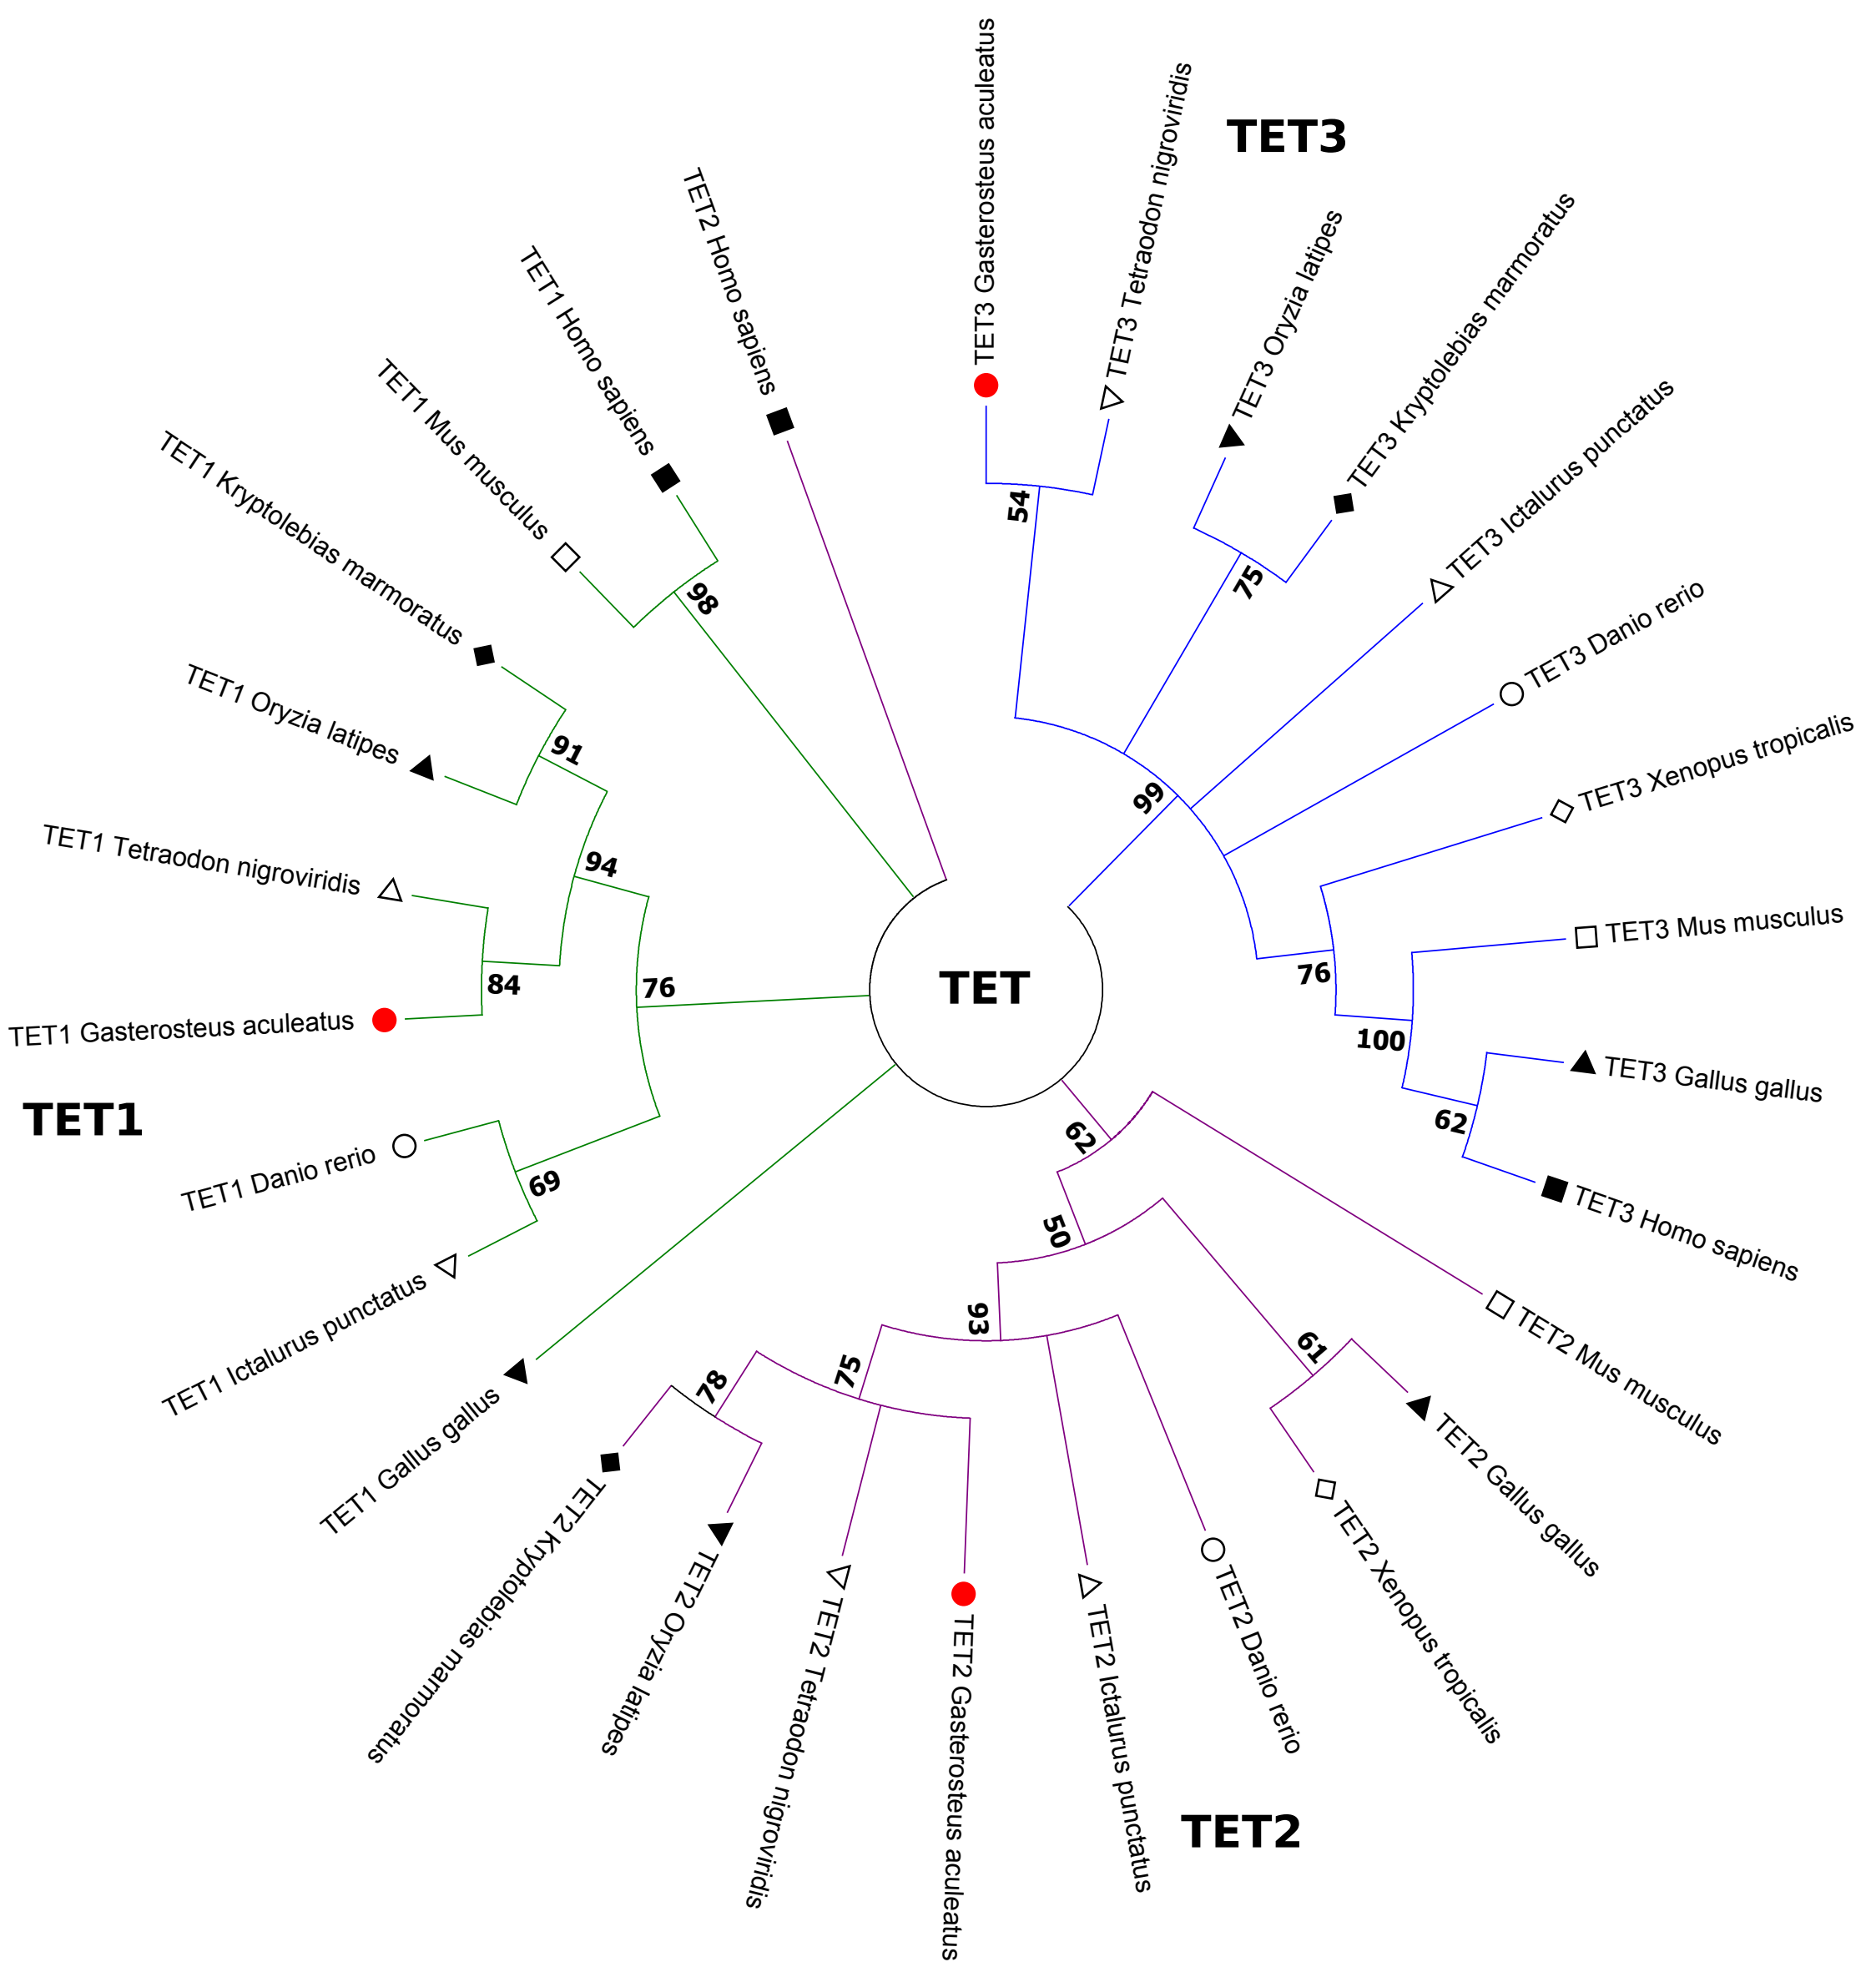 TET3 Gasterosteus aculeatus
TET3 Tetraodon nigroviridis
TET3
TET3 Oryzia latipes
TET3 Kryptolebias marmoratus
TET3 Ictalurus punctatus
TET3 Danio rerio
TET3 Xenopus tropicalis
TET3 Mus musculus
TET3 Gallus gallus
TET3 Homo sapiens
54
75
99
76
100
62
TET
TET2 Homo sapiens
TET1 Homo sapiens
TET1 Mus musculus
TET1 Kryptolebias marmoratus
TET1 Oryzia latipes
TET1 Tetraodon nigroviridis
TET1 Gasterosteus aculeatus
TET1
TET1 Danio rerio
TET1 Ictalurus punctatus
TET1 Gallus gallus
98
91
94
84
76
69
62
50
93
75
78
61
TET2 Mus musculus
TET2 Gallus gallus
TET2 Xenopus tropicalis
TET2 Danio rerio
TET2 Ictalurus punctatus
TET2 Gasterosteus aculeatus
TET2 Tetraodon nigroviridis
TET2 Oryzia latipes
TET2 Kryptolebias marmoratus
TET2